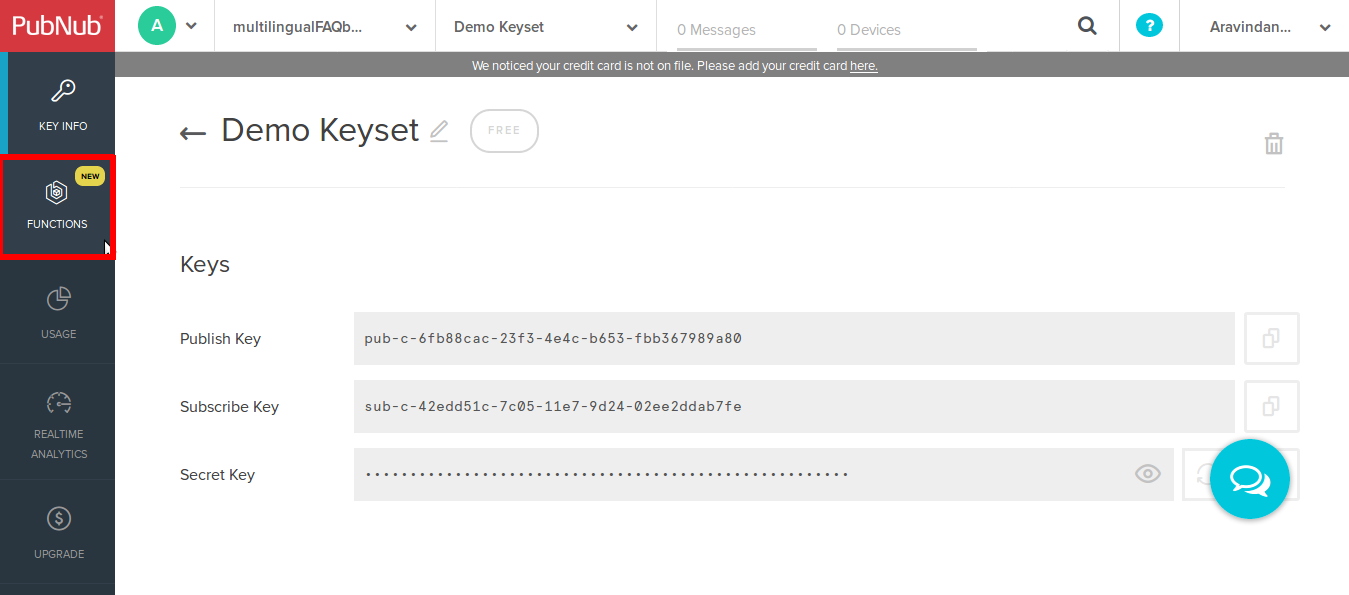 PubNub
A
multilingualFAQb...
Demo Keyset
0 Messages
0 Devices
?
Aravindan...
We noticed your credit card is not on file. Please add your credit card here.
KEY INFO
NEW
FUNCTIONS
USAGE
REALTIME
ANALYTICS
$
UPGRADE
Demo Keyset
FREE
Keys
Publish Key
pub-c-6fb88cac-23f3-4e4c-b653-fbb367989a80
Subscribe Key
sub-c-42edd51c-7c05-11e7-9d24-02ee2ddab7fe
Secret Key